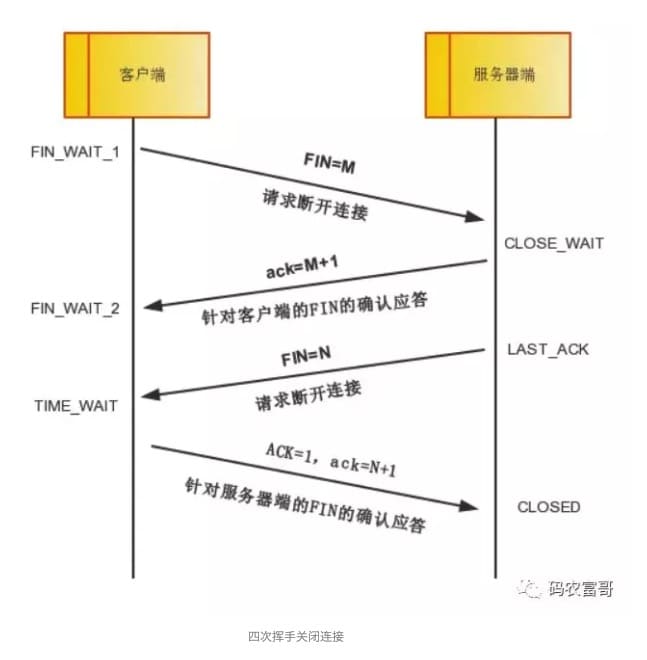 客户端
服务器端
FIN_WAIT_1
FIN=M
请求断开连接
CLOSE_WAIT
ack=M+1
针对客户端的FIN的确认应答
FIN_WAIT_2
FIN=N
LAST_ACK
请求断开连接
TIME_WAIT
ACK=1, ack=N+1
针对服务器端的FIN的确认应答
CLOSED
码农富哥
四次挥手关闭连接